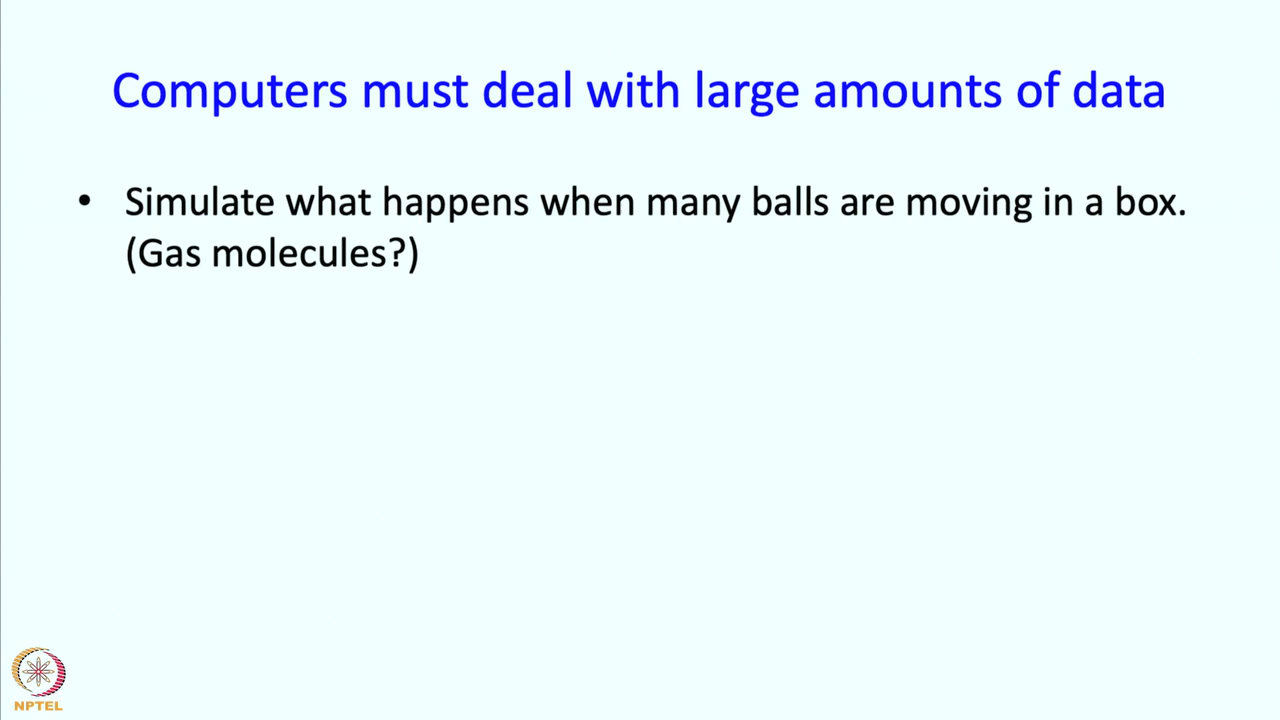 Computers must deal with large amounts of data
• Simulate what happens when many balls are moving in a box.
(Gas molecules?)
NPTEL